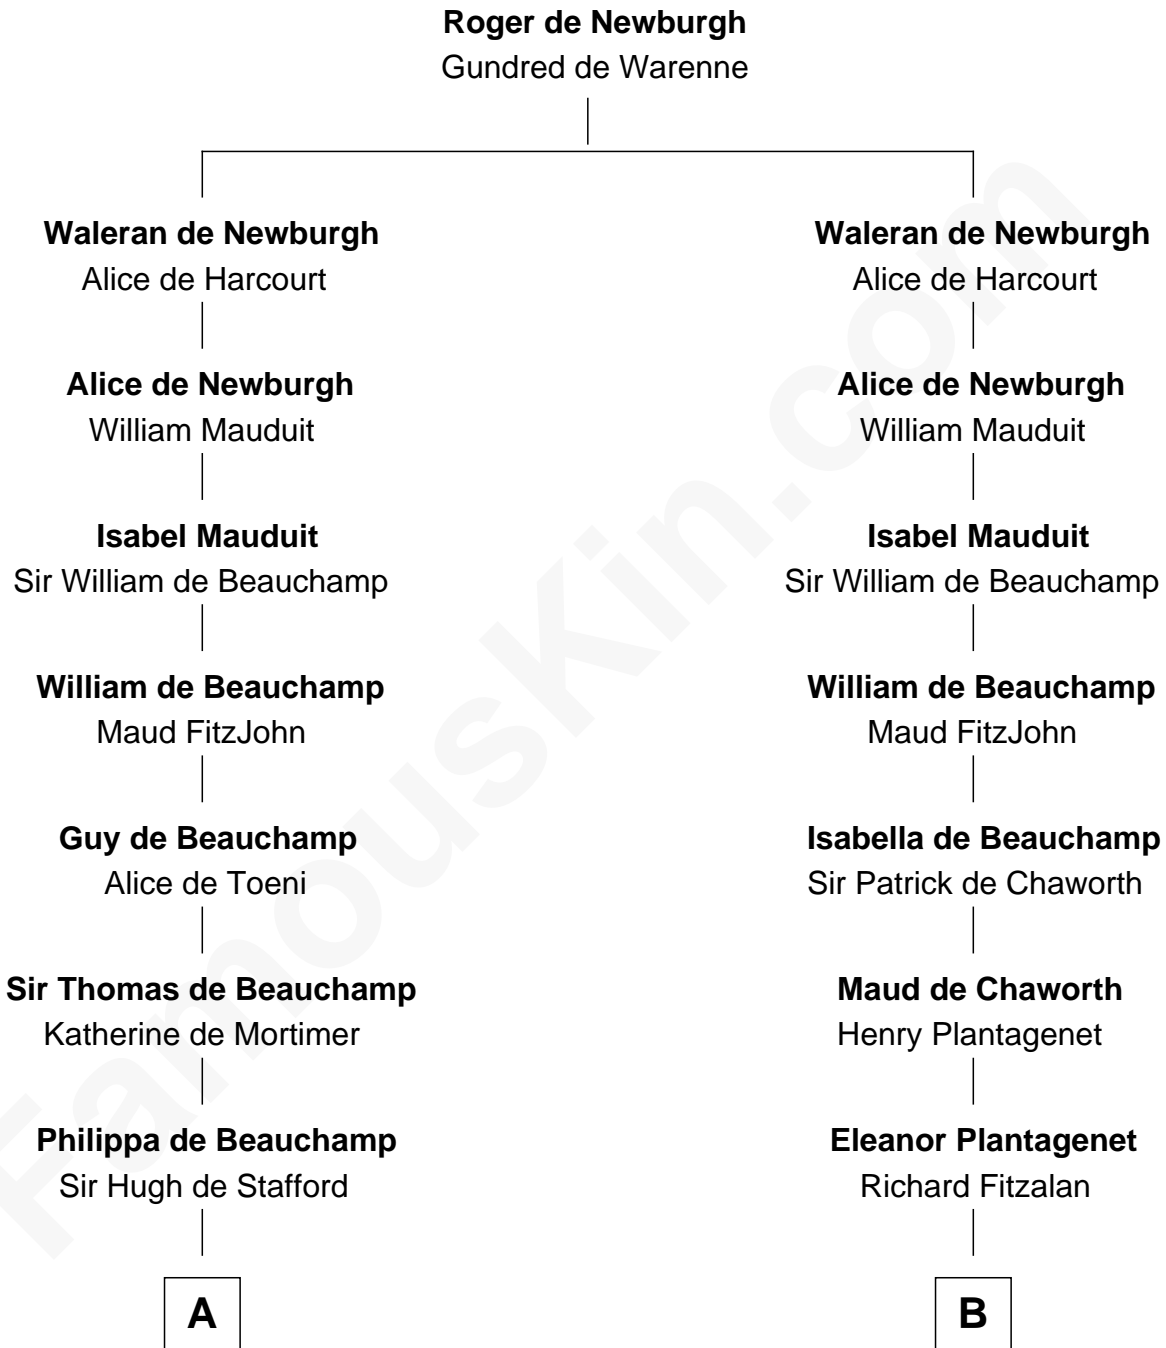 Roger de Newburgh
Gundred de Warenne
Waleran de Newburgh
Alice de Harcourt
Alice de Newburgh
William Mauduit
Isabel Mauduit
Sir William de Beauchamp
William de Beauchamp
Maud FitzJohn
Guy de Beauchamp
Alice de Toeni
Sir Thomas de Beauchamp
Katherine de Mortimer
Philippa de Beauchamp
Sir Hugh de Stafford
A
Waleran de Newburgh
Alice de Harcourt
Alice de Newburgh
William Mauduit
Isabel Mauduit
Sir William de Beauchamp
William de Beauchamp
Maud FitzJohn
Isabella de Beauchamp
Sir Patrick de Chaworth
Maud de Chaworth
Henry Plantagenet
Eleanor Plantagenet
Richard Fitzalan
B
FamousKin.com